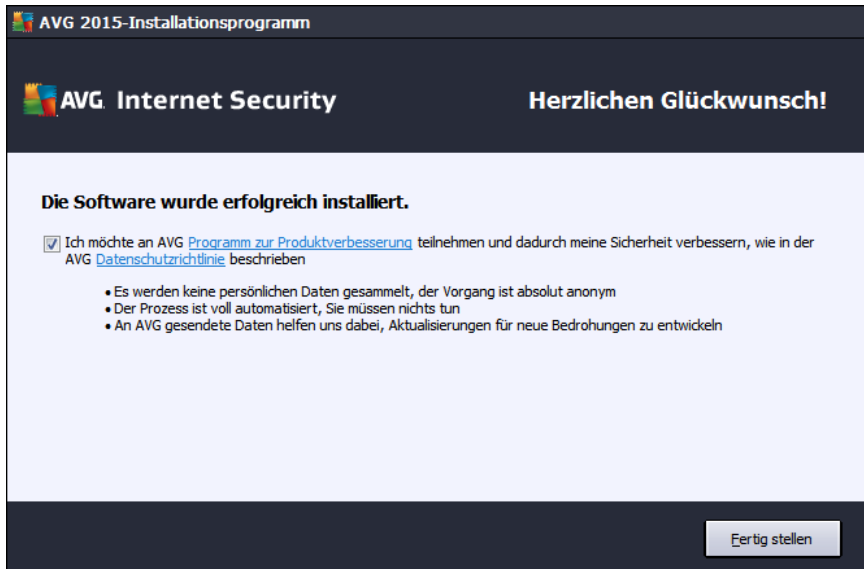 AVG 2015-Installationsprogramm
AVG Internet Security
Herzlichen Glückwunsch!
Die Software wurde erfolgreich installiert.
Ich möchte an AVG Programm zur Produktverbesserung teilnehmen und dadurch meine Sicherheit verbessern, wie in der
AVG Datenschutzrichtlinie beschrieben
• Es werden keine persönlichen Daten gesammelt, der Vorgang ist absolut anonym
• Der Prozess ist voll automatisiert, Sie müssen nichts tun
• An AVG gesendete Daten helfen uns dabei, Aktualisierungen für neue Bedrohungen zu entwickeln
Fertig stellen